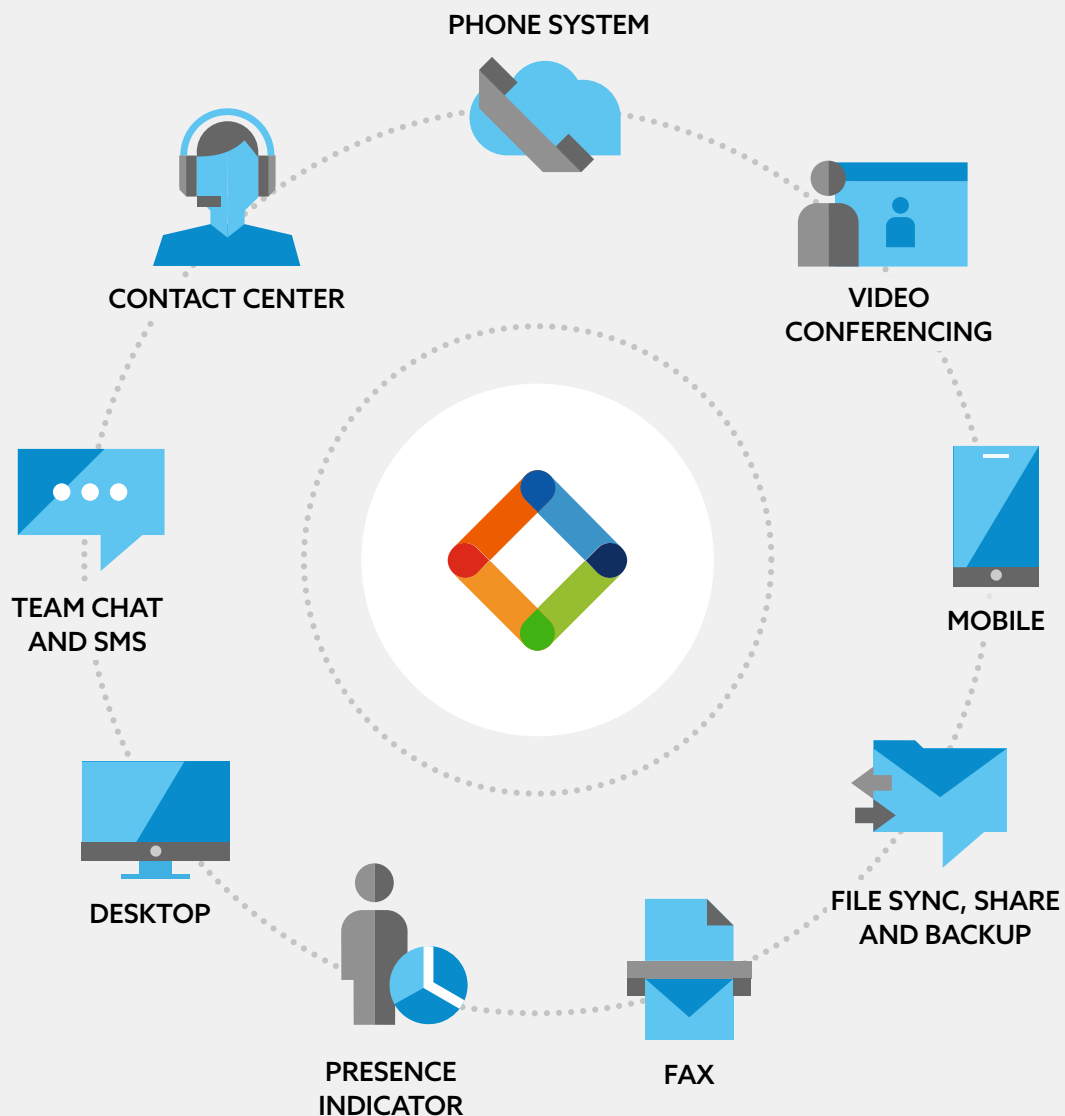 PHONE SYSTEM
CONTACT CENTER
VIDEO
CONFERENCING
TEAM CHAT
AND SMS
MOBILE
DESKTOP
FILE SYNC, SHARE
AND BACKUP
PRESENCE
INDICATOR
FAX